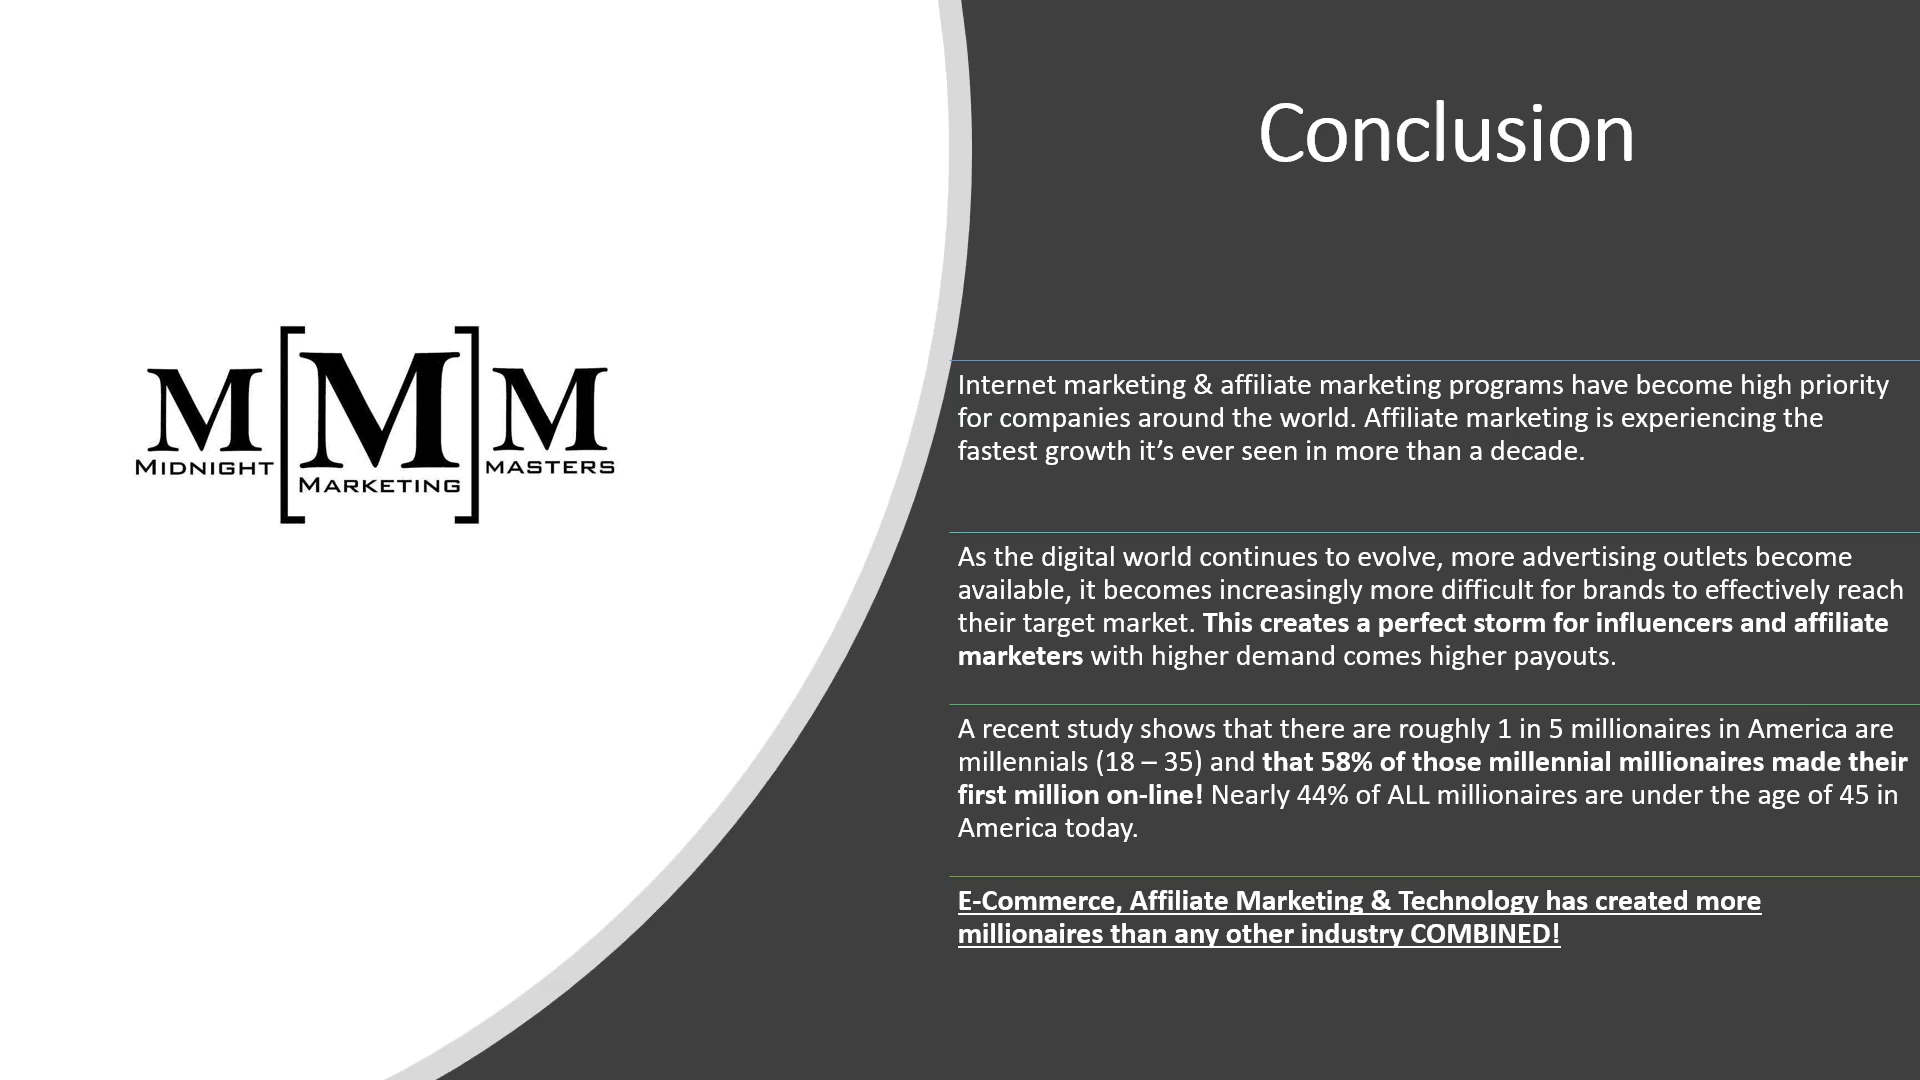 Conclusion
M [M] M
MIDNIGHT
MARKETING
MASTERS
Internet marketing & affiliate marketing programs have become high priority
for companies around the world. Affiliate marketing is experiencing the
fastest growth it’s ever seen in more than a decade.
As the digital world continues to evolve, more advertising outlets become
available, it becomes increasingly more difficult for brands to effectively reach
their target market. This creates a perfect storm for influencers and affiliate
marketers with higher demand comes higher payouts.
A recent study shows that there are roughly 1 in 5 millionaires in America are
millennials (18 – 35) and that 58% of those millennial millionaires made their
first million on-line! Nearly 44% of ALL millionaires are under the age of 45 in
America today.
E-Commerce, Affiliate Marketing & Technology has created more
millionaires than any other industry COMBINED!